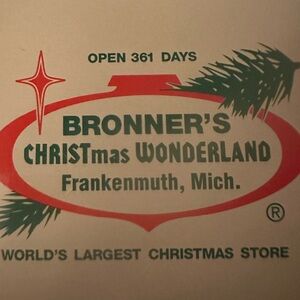 OPEN 361 DAYS
BRONNER'S
CHRISTmas WONDERLAND
Frankenmuth, Mich.
®
WORLD'S LARGEST CHRISTMAS STORE